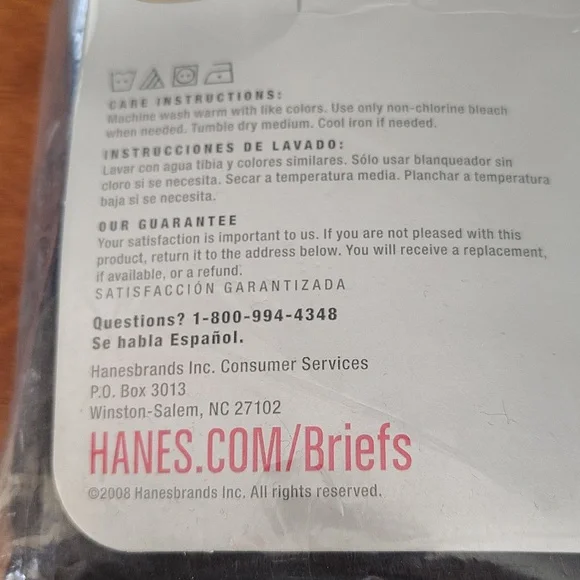 CARE INSTRUCTIONS:
Machine wash warm with like colors. Use only non-chlorine bleach
when needed. Tumble dry medium. Cool iron if needed.
INSTRUCCIONES DE LAVADO:
Lavar con agua tibia y colores similares. Sólo usar blanqueador sin
cloro si se necesita. Secar a temperatura media. Planchar a temperatura
baja si se necesita.
OUR GUARANTEE
Your satisfaction is important to us. If you are not pleased with this
product, return it to the address below. You will receive a replacement,
if available, or a refund.
SATISFACCIÓN GARANTIZADA
Questions? 1-800-994-4348
Se habla Español.
Hanesbrands Inc. Consumer Services
P.O. Box 3013
Winston-Salem, NC 27102
HANES.COM/Briefs
©2008 Hanesbrands Inc. All rights reserved.